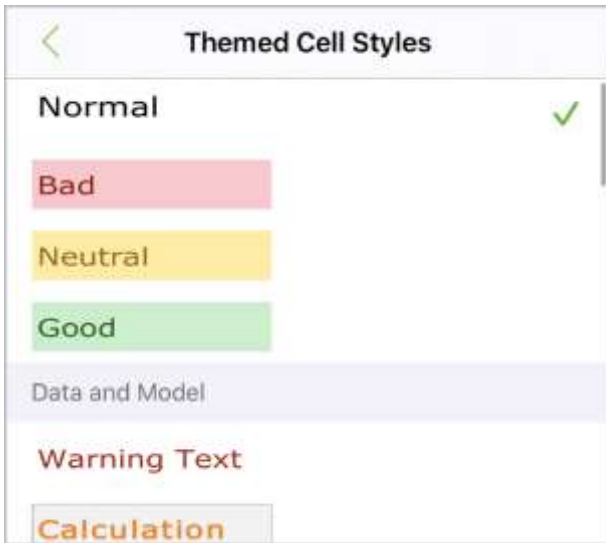 Themed Cell Styles
Normal
Bad
Neutral
Good
Data and Model
Warning Text
Calculation